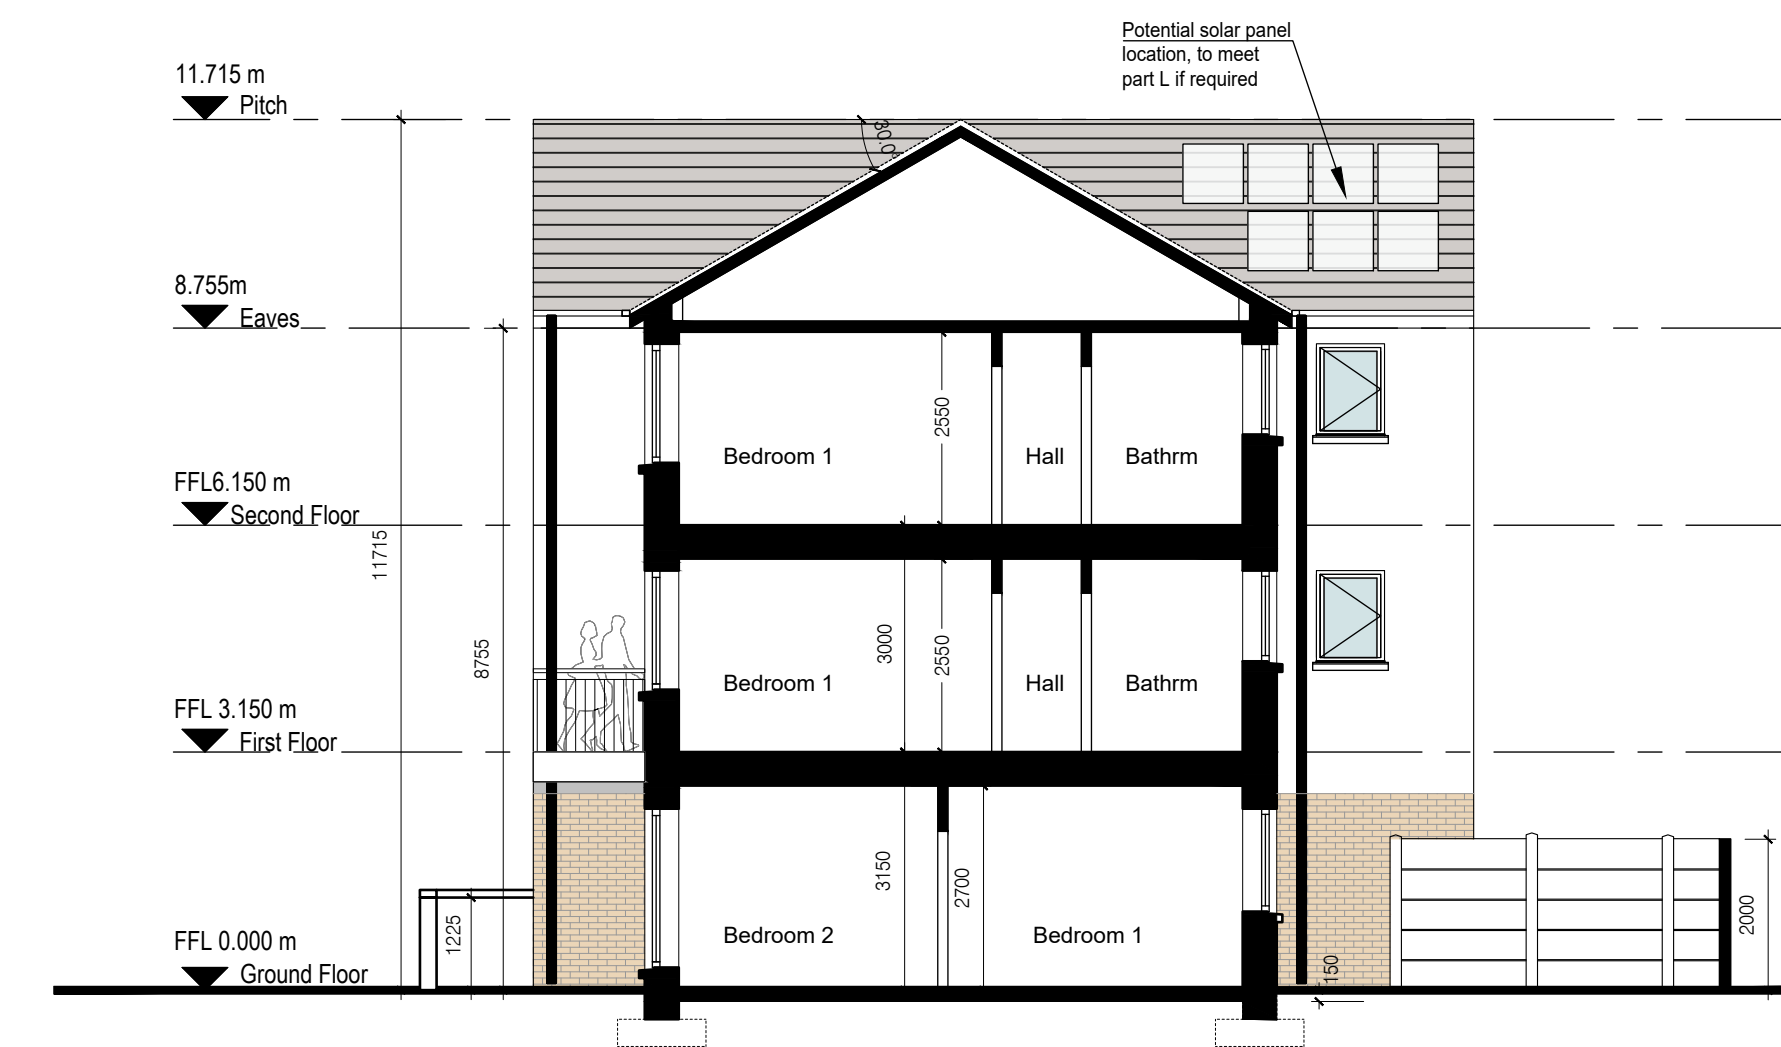 Potential solar panel
location, to meet
part L if required
11.715 m
Pitch
30.0°
8.755m
Eaves
2550
Bedroom 1
Hall
Bathrm
FFL6.150 m
Second Floor
11715
8755
3000
2550
Bedroom 1
Hall
Bathrm
FFL 3.150 m
First Floor
3150
2700
2000
1225
Bedroom 2
Bedroom 1
FFL 0.000 m
Ground Floor
150